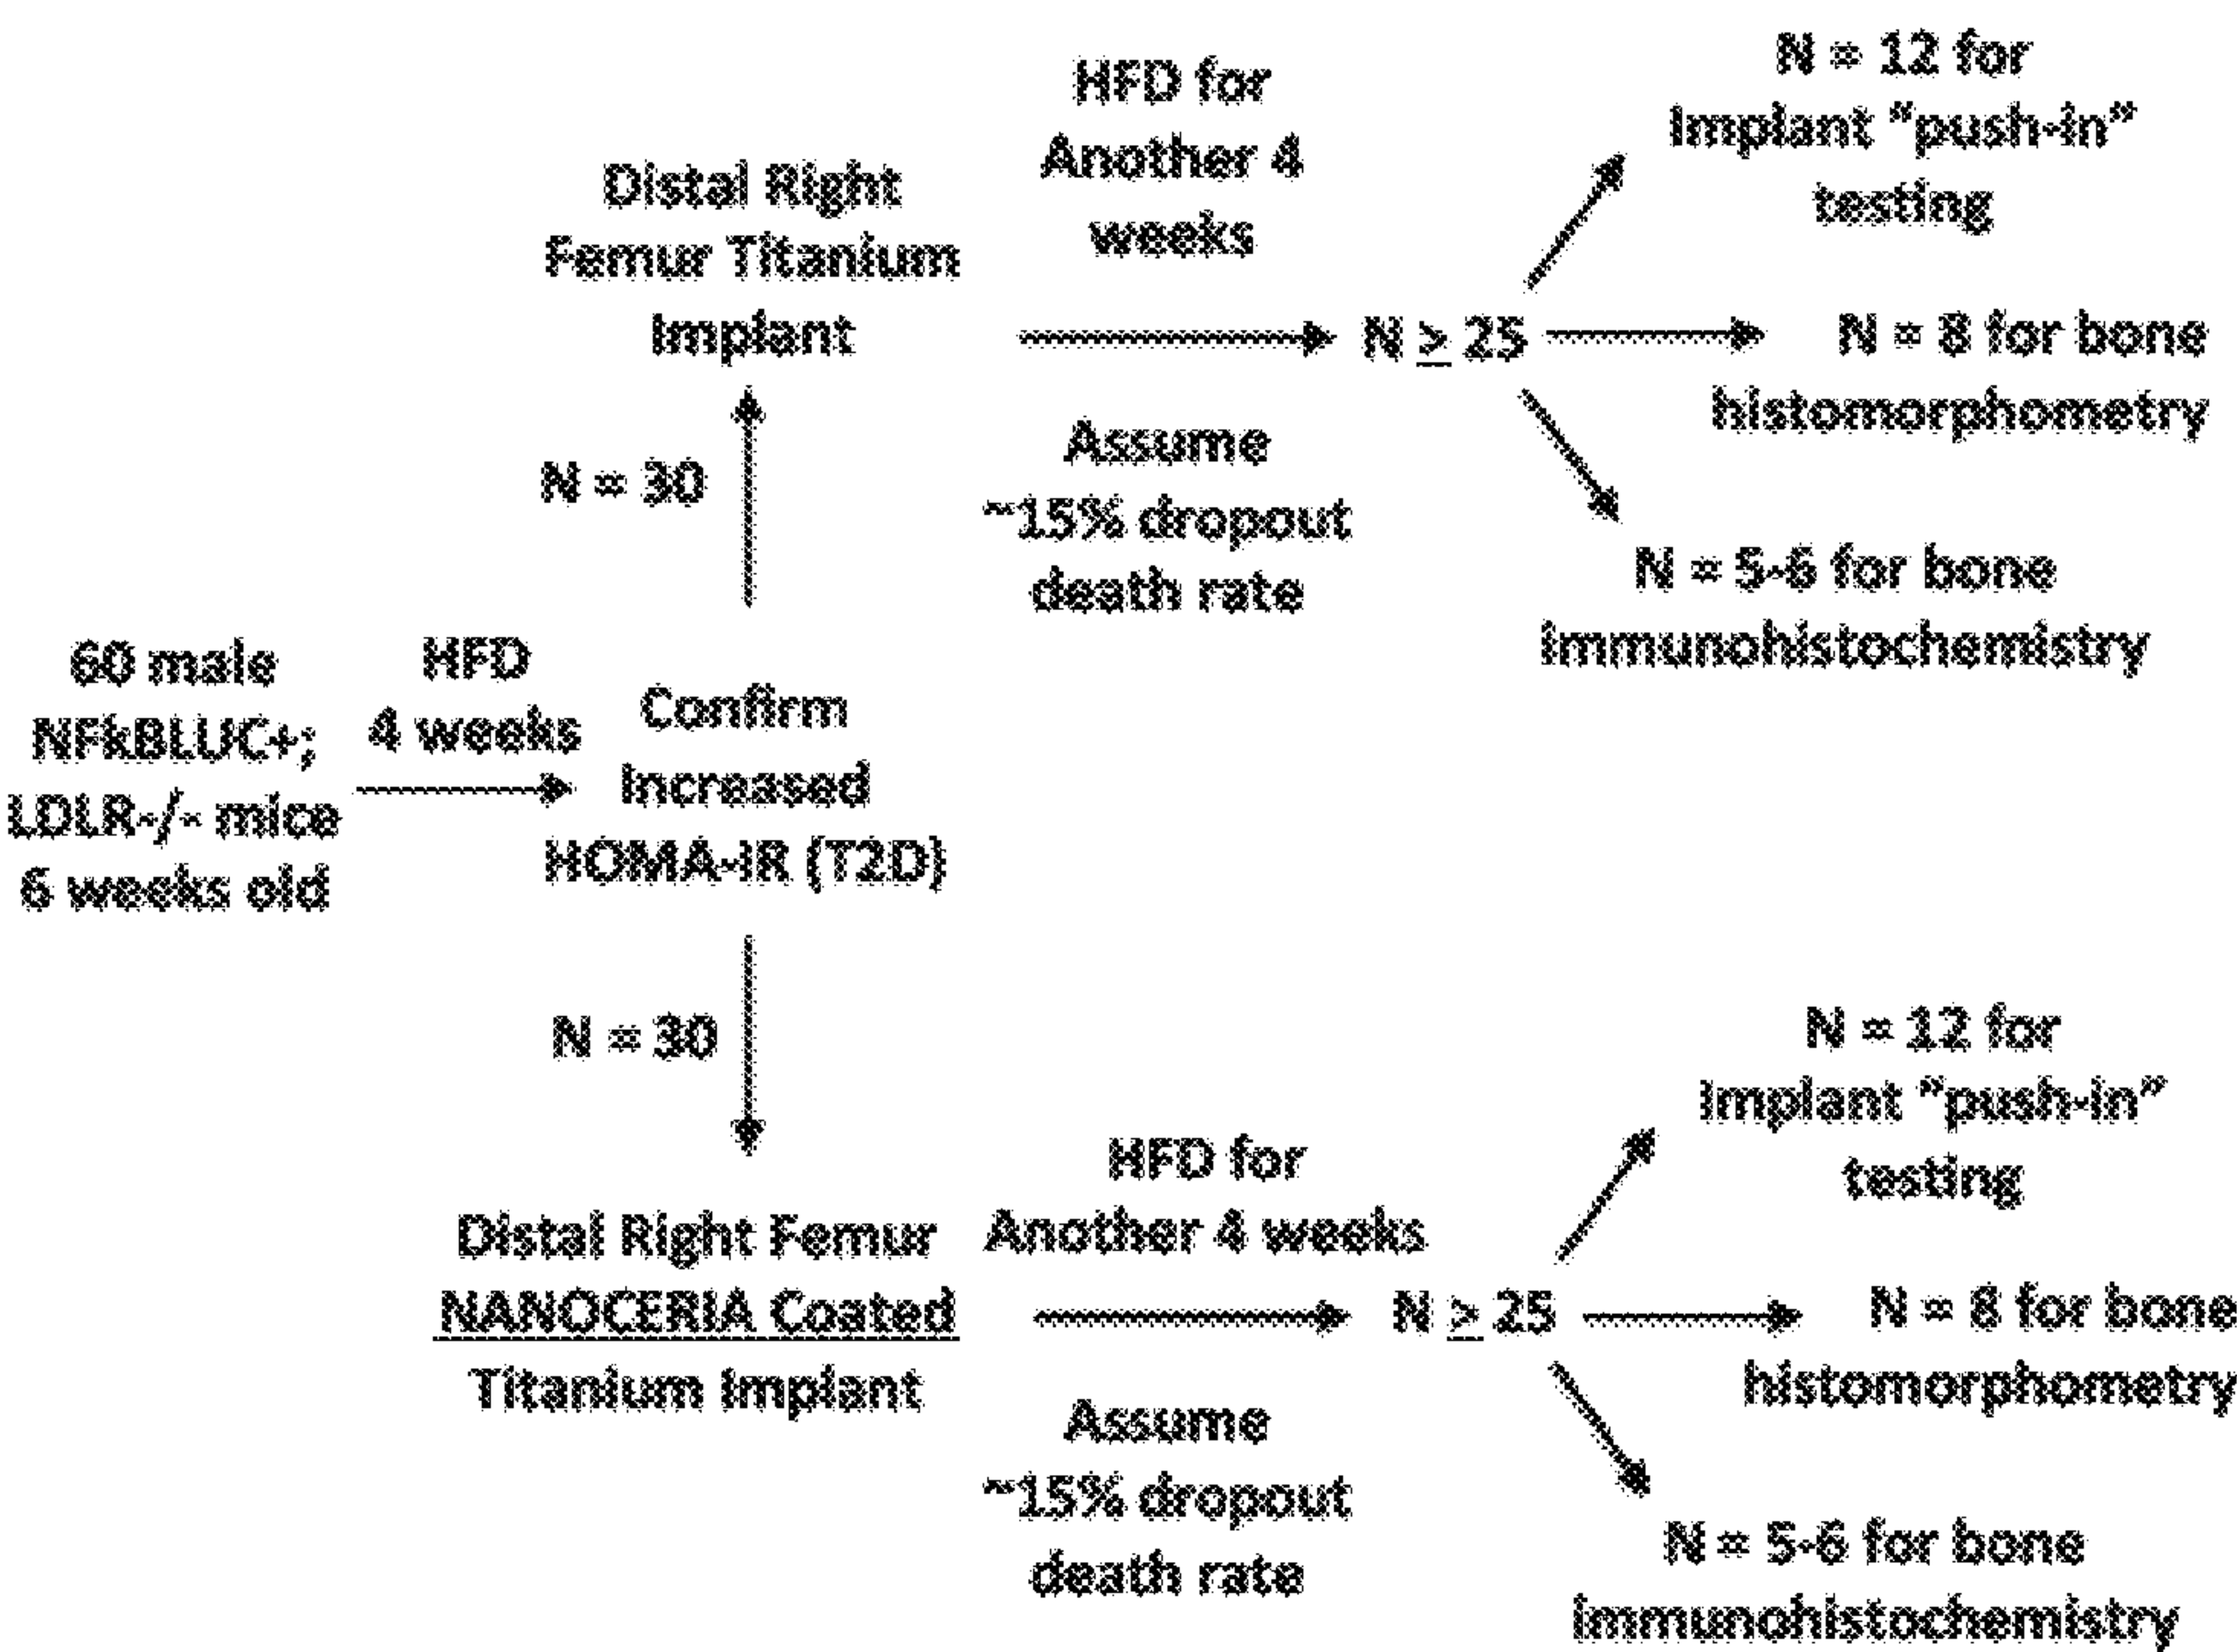 60 male
NFkBLUC+;
LDLR-/- mice
6 weeks old
HFD
4 weeks
Confirm
Increased
HOMA-IR (T2D)
N = 30
Distal Right
Femur Titanium
Implant
HFD for
Another 4
weeks
Assume
~15% dropout
death rate
N ≥ 25
N = 12 for
Implant "push-in"
testing
N = 8 for bone
histomorphometry
N = 5-6 for bone
immunohistochemistry
N = 30
Distal Right Femur
NANOCERIA Coated
Titanium Implant
HFD for
Another 4 weeks
Assume
~15% dropout
death rate
N ≥ 25
N = 12 for
Implant "push-in"
testing
N = 8 for bone
histomorphometry
N = 5-6 for bone
immunohistochemistry